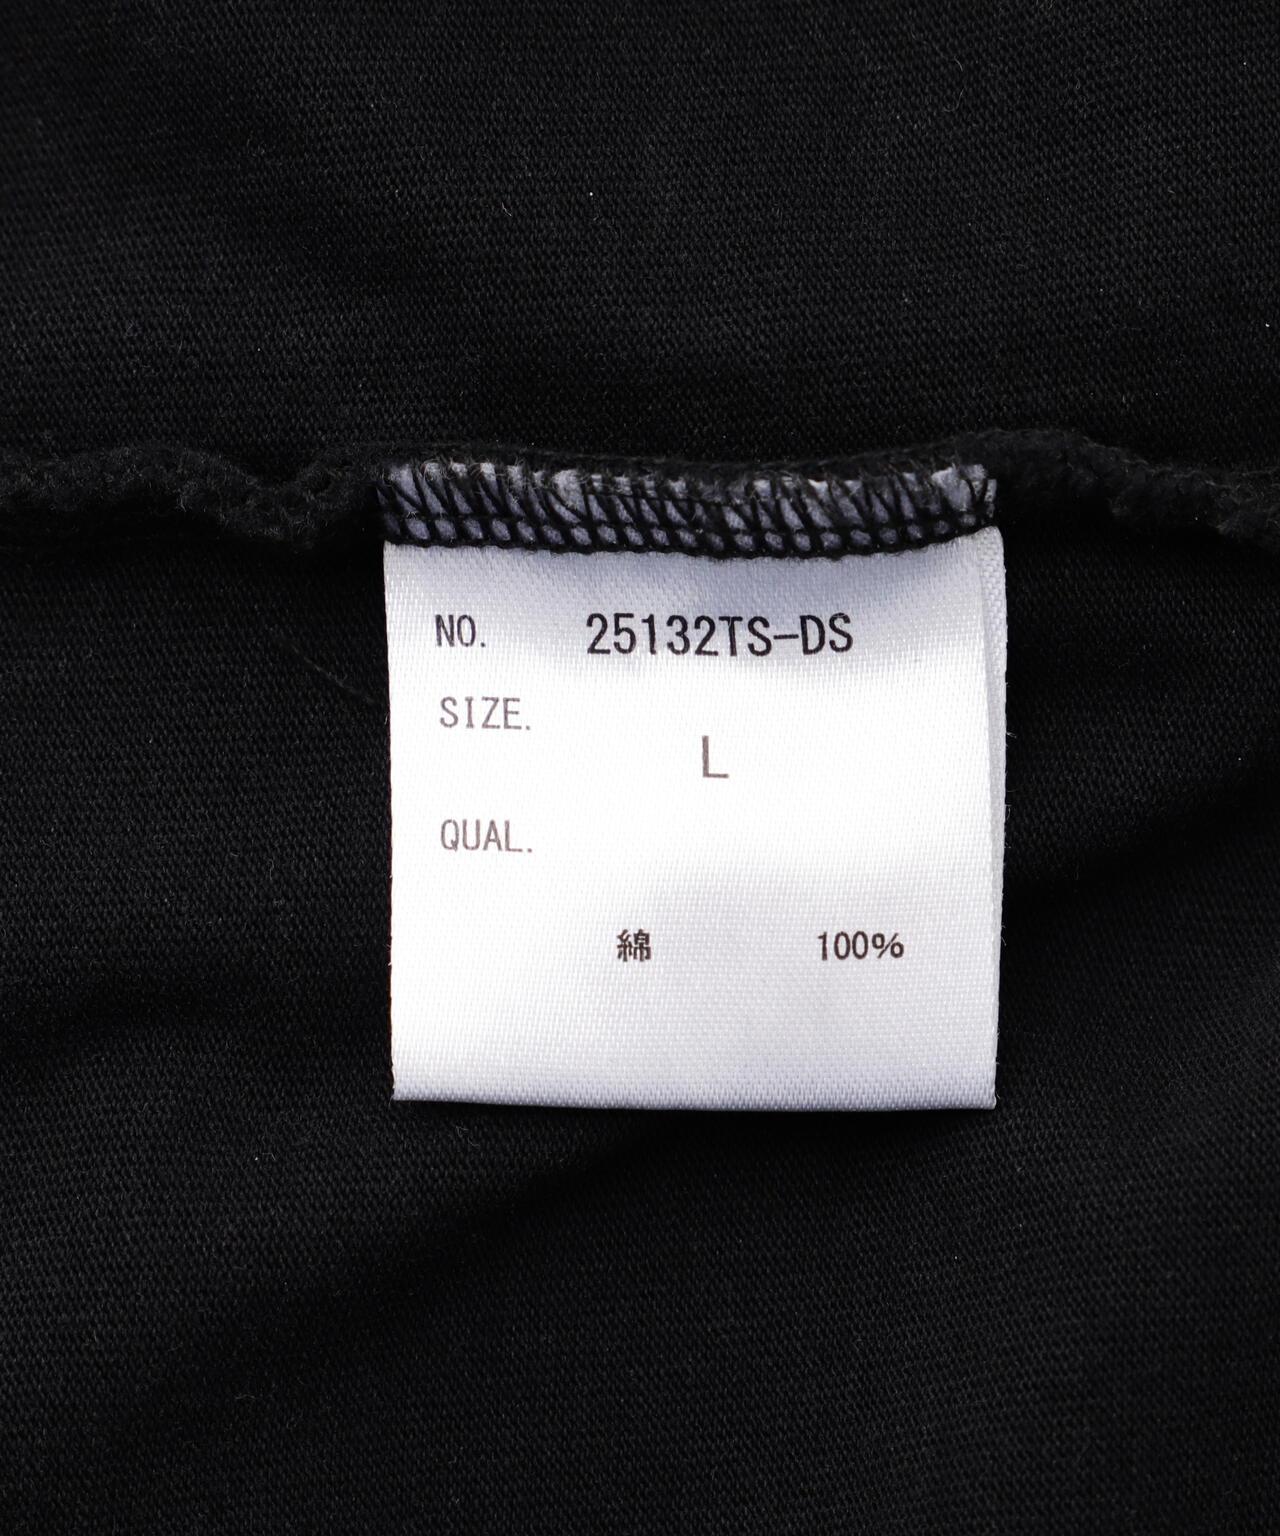 NO. 25132TS-DS
SIZE.
L
QUAL.
綿 100%